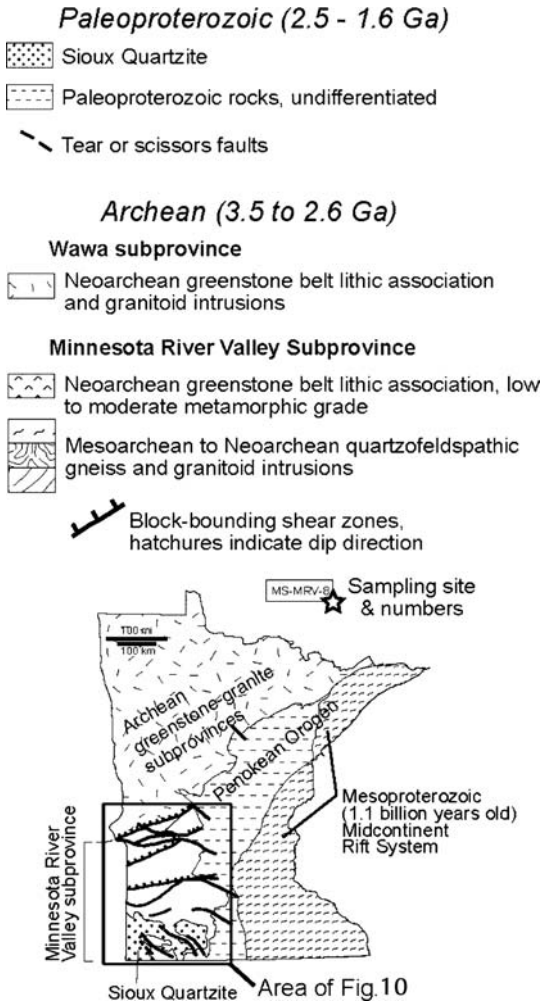 Paleoproterozoic (2.5 - 1.6 Ga)
Sioux Quartzite
Paleoproterozoic rocks, undifferentiated
Tear or scissors faults
Archean (3.5 to 2.6 Ga)
Wawa subprovince
Neoarchean greenstone belt lithic association
and granitoid intrusions
Minnesota River Valley Subprovince
Neoarchean greenstone belt lithic association, low
to moderate metamorphic grade
Mesoarchean to Neoarchean quartzofeldspathic
gneiss and granitoid intrusions
Block-bounding shear zones,
hatchures indicate dip direction
MS-MRV-8
Sampling site
& numbers
100 mi
100 km
Archean
greenstone-granite
subprovinces
Penokean Orogen
Mesoproterozoic
(1.1 billion years old)
Midcontinent
Rift System
Minnesota River
Valley subprovince
Sioux Quartzite
Area of Fig.10